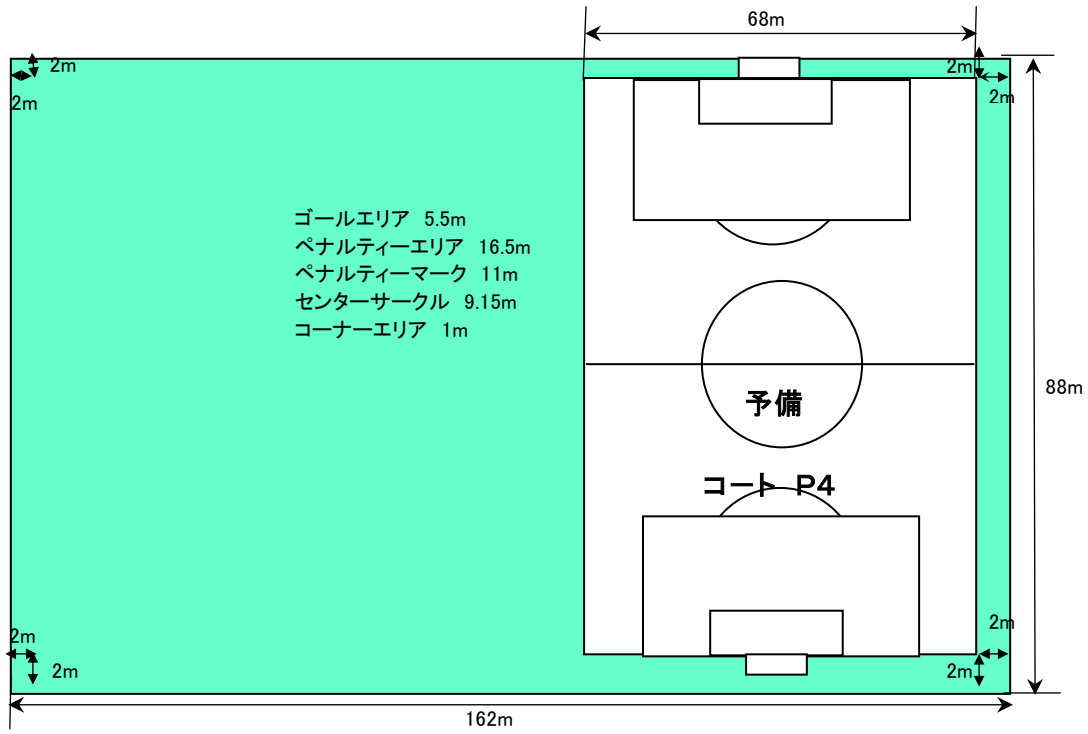 68m
2m
2m
2m
2m
ゴールエリア 5.5m
ペナルティーエリア 16.5m
ペナルティーマーク 11m
センターサークル 9.15m
コーナーエリア 1m
88m
予備
コート P4
2m
2m
2m
2m
162m